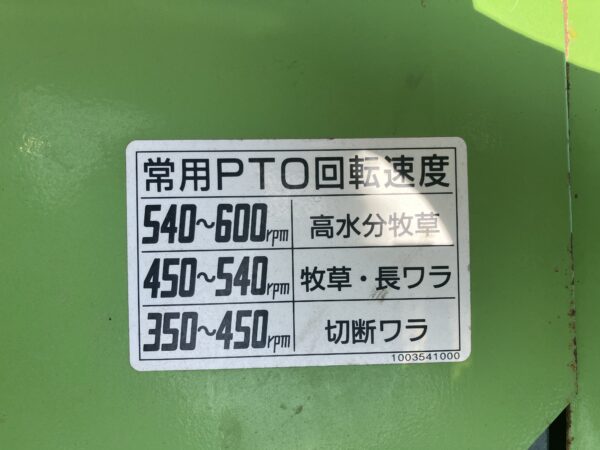 常用PTO回転速度
540~600rpm 高水分牧草
450~540rpm 牧草・長ワラ
350~450rpm 切断ワラ
1003541000